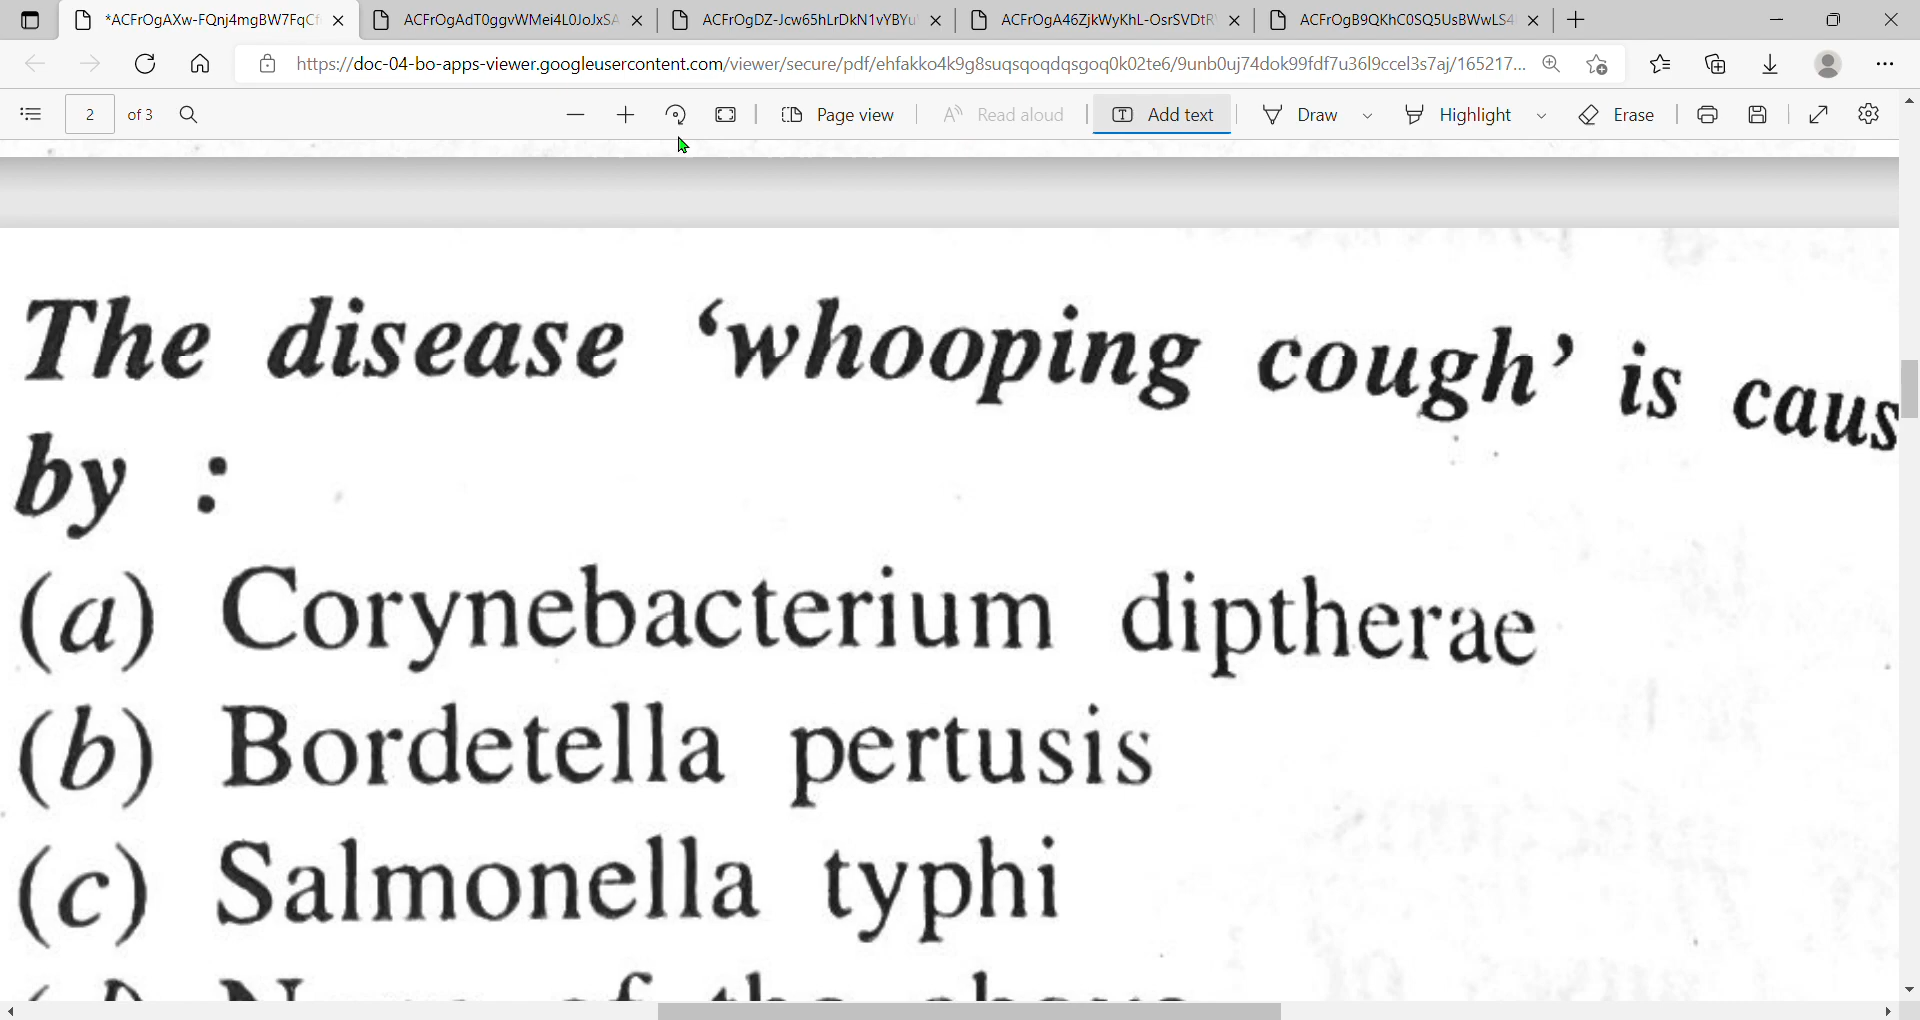 *ACFrOgAXw-FQnj4mgBW7FqCf
ACFrOgAdT0ggvWMei4L0JoJxSA
ACFrOgDZ-Jcw65hLrDkN1vYBYu
ACFrOgA46ZjkWyKhL-OsrSVDtR
ACFrOgB9QKhC0SQ5UsBWwLS4
https://doc-04-bo-apps-viewer.googleusercontent.com/viewer/secure/pdf/ehfakko4k9g8suqsqoqdqsgoq0k02te6/9unb0uj74dok99fdf7u36l9ccel3s7aj/165217...
2 of 3 Page view Read aloud Add text Draw Highlight Erase
The disease ‘whooping cough’ is caus
by :
(a) Corynebacterium diptherae
(b) Bordetella pertusis
(c) Salmonella typhi